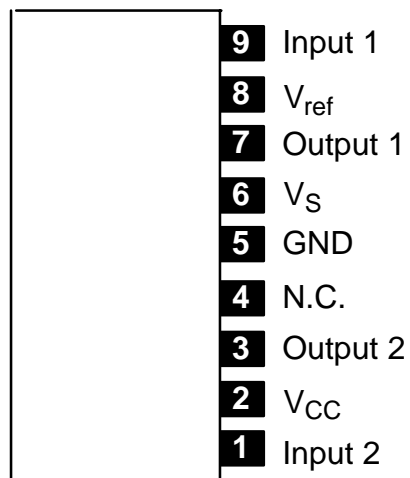 9 Input 1
8 Vref
7 Output 1
6 VS
5 GND
4 N.C.
3 Output 2
2 VCC
1 Input 2